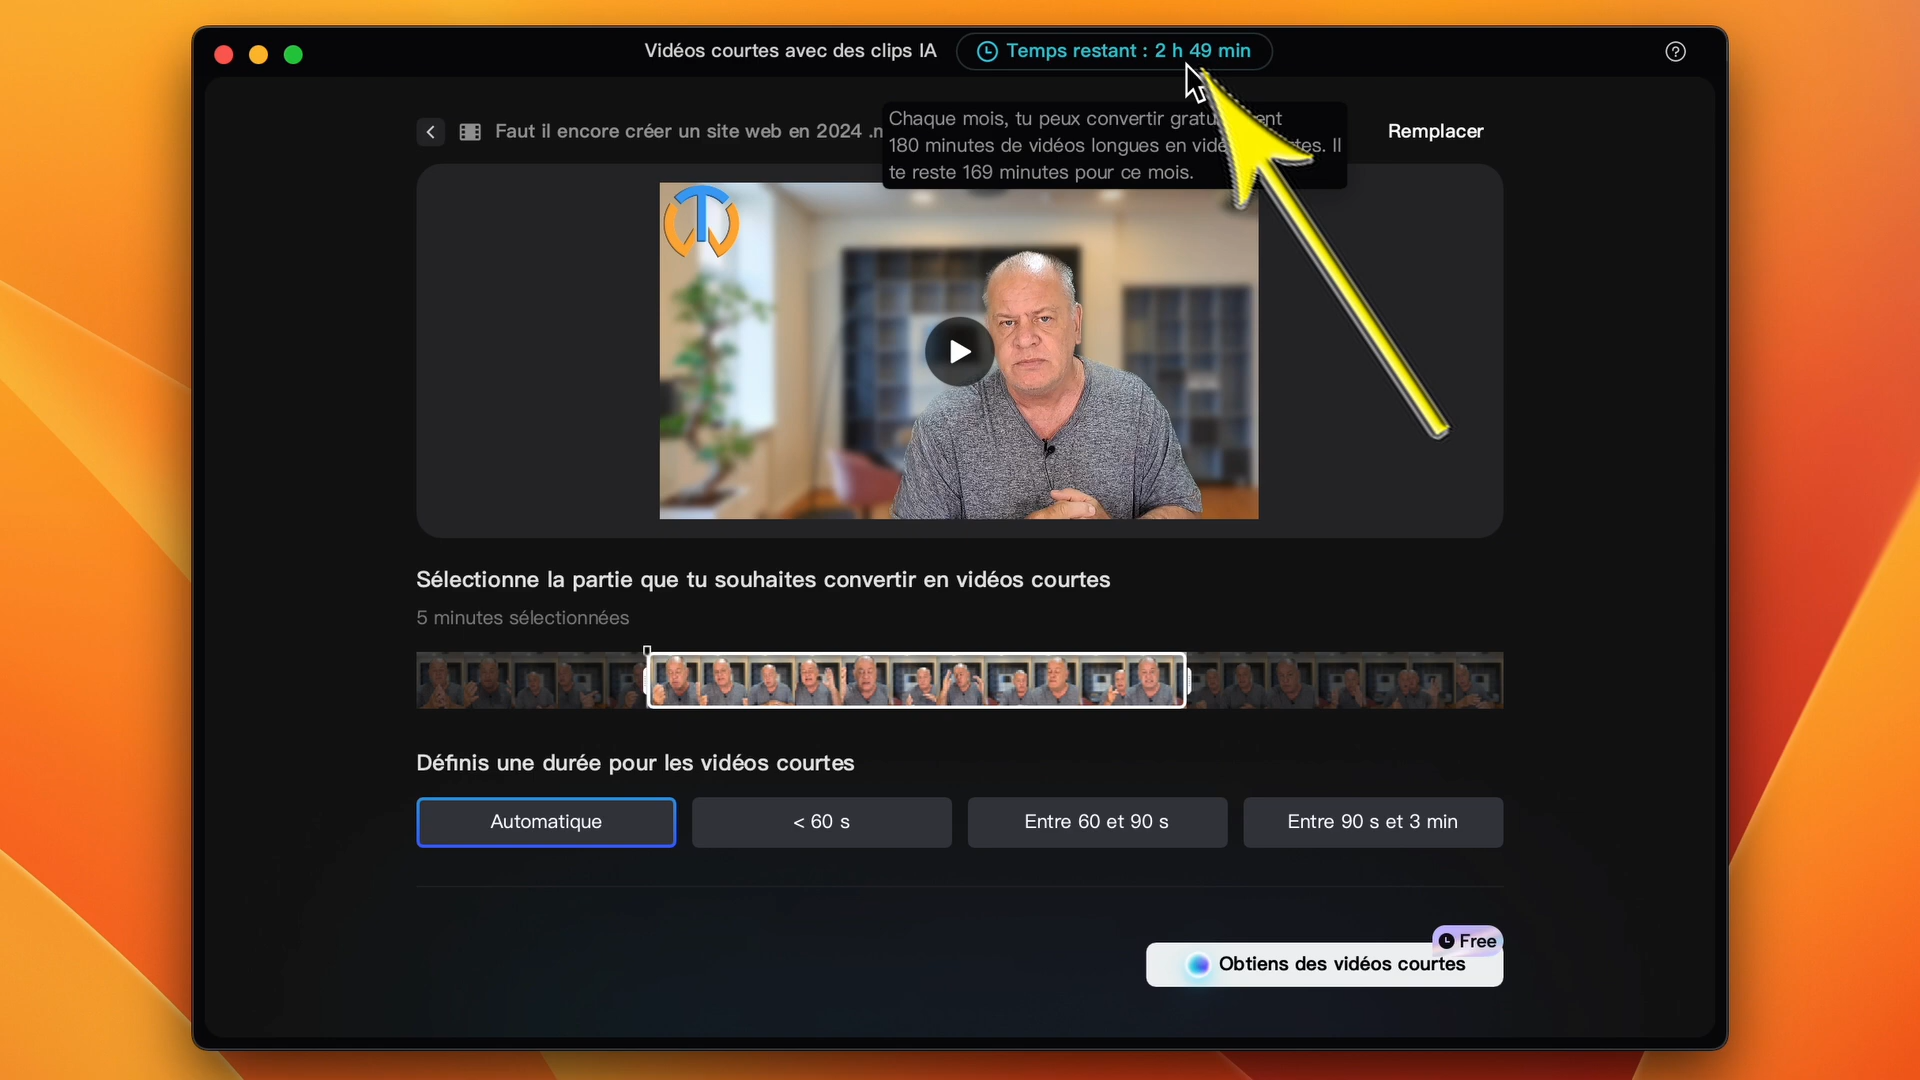 Vidéos courtes avec des clips IA
Temps restant : 2 h 49 min
Faut il encore créer un site web en 2024
Chaque mois, tu peux convertir
180 minutes de vidéos longues en Il
te reste 169 minutes pour ce mois.
Remplacer
Sélectionne la partie que tu souhaites convertir en vidéos courtes
5 minutes sélectionnées
Définis une durée pour les vidéos courtes
Automatique
< 60 s
Entre 60 et 90 s
Entre 90 s et 3 min
Free
Obtiens des vidéos courtes